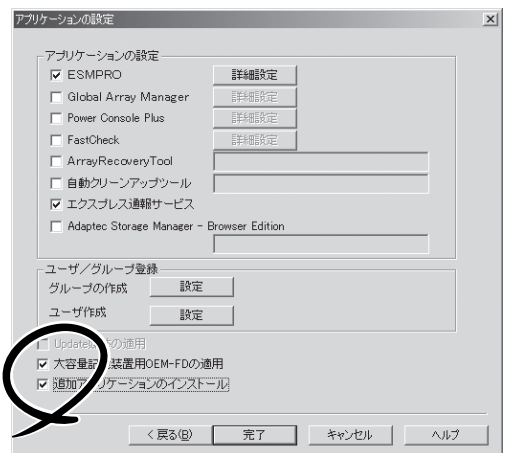 アプリケーションの設定
アプリケーションの設定
ESMPRO 詳細設定
Global Array Manager 詳細設定
Power Console Plus 詳細設定
FastCheck 詳細設定
ArrayRecoveryTool
自動クリーンアップツール
エクスプレス通報サービス
Adaptec Storage Manager - Browser Edition
ユーザ/グループ登録
グループの作成 設定
ユーザ作成 設定
の適用
大容量記憶装置用OEM-FDの適用
追加アプリケーションのインストール
< 戻る(B) 完了 キャンセル ヘルプ